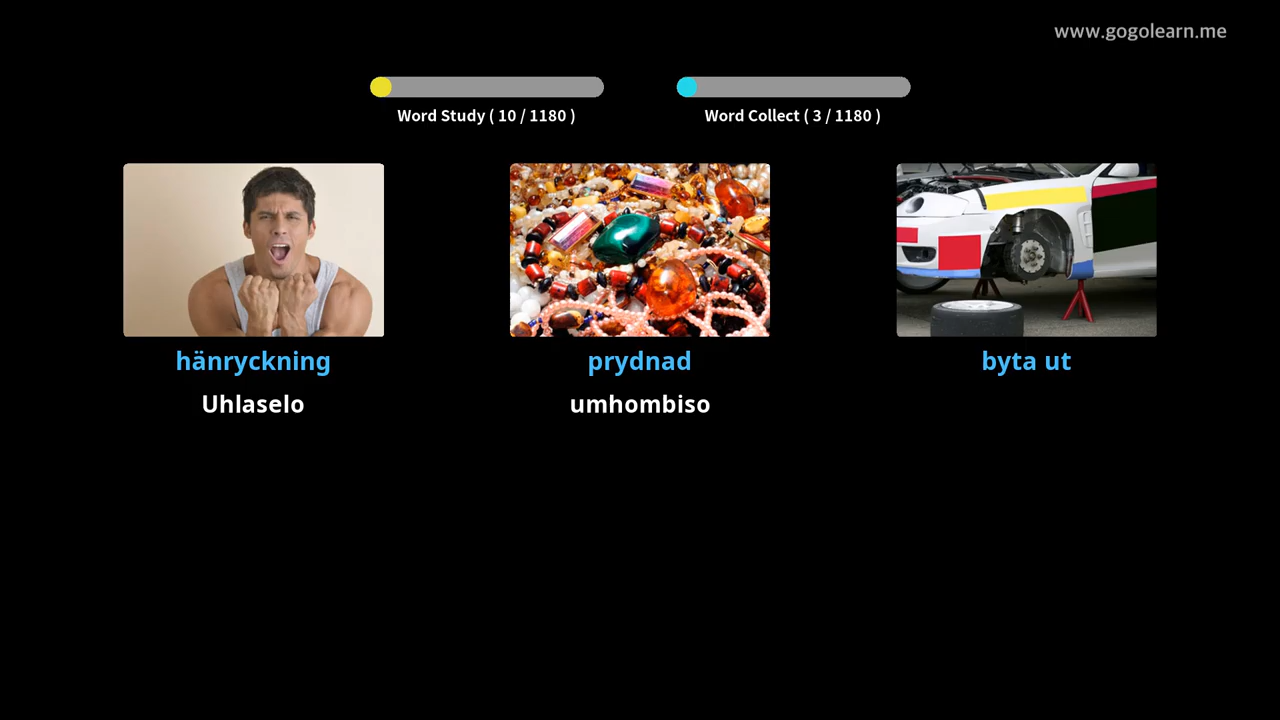 www.gogolearn.me
Word Study ( 10 / 1180 )
Word Collect ( 3 / 1180 )
hänryckning
prydnad
byta ut
Uhlaselo
umhombiso